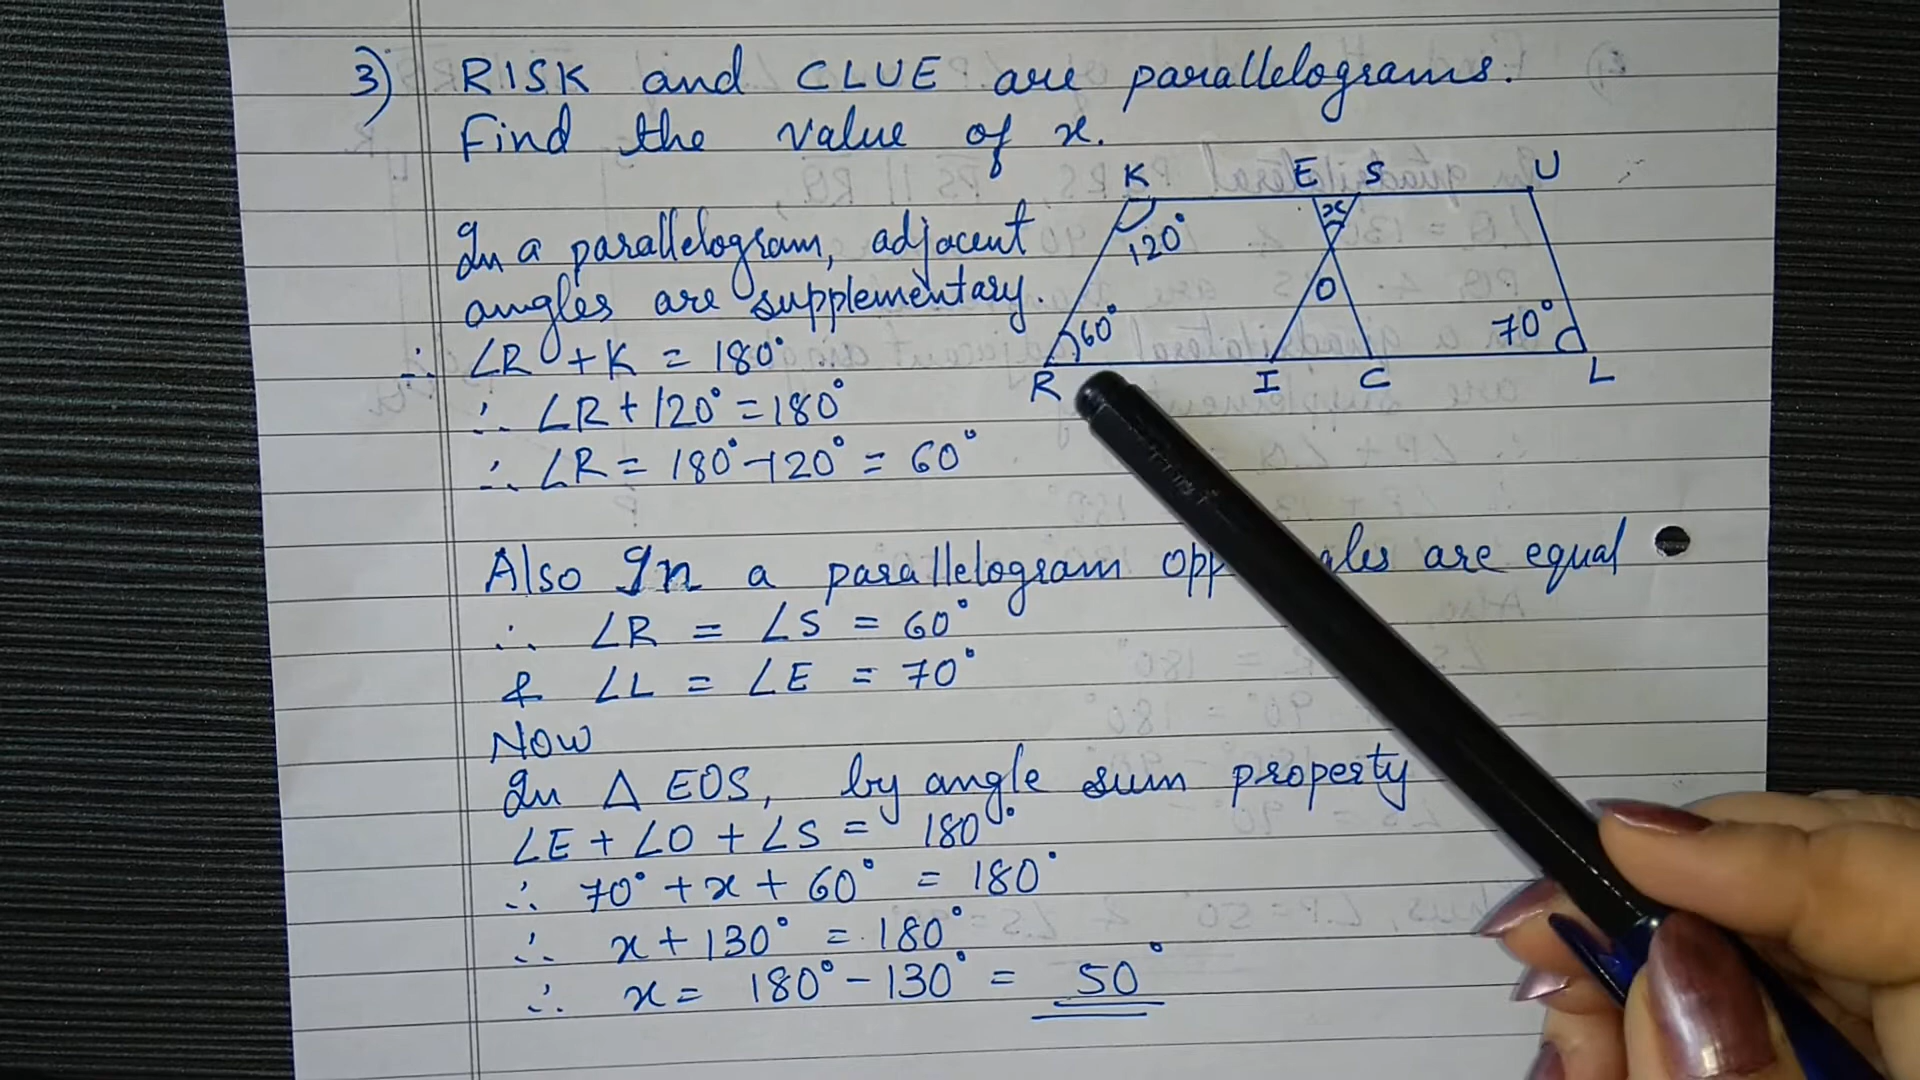 3) RISK and CLUE are parallelograms.
Find the value of x.
K E S U
In a parallelogram, adjacent
angles are supplementary.
120° x
O
60° 70°
R I C L
∴ ∠R + K = 180°
∴ ∠R + 120° = 180°
∴ ∠R = 180° - 120° = 60°
Also In a parallelogram are equal
∴ ∠R = ∠S = 60°
& ∠L = ∠E = 70°
Now
In Δ EOS, by angle sum property
∠E + ∠O + ∠S = 180°
∴ 70° + x + 60° = 180°
∴ x + 130° = 180°
∴ x = 180° - 130° = 50°